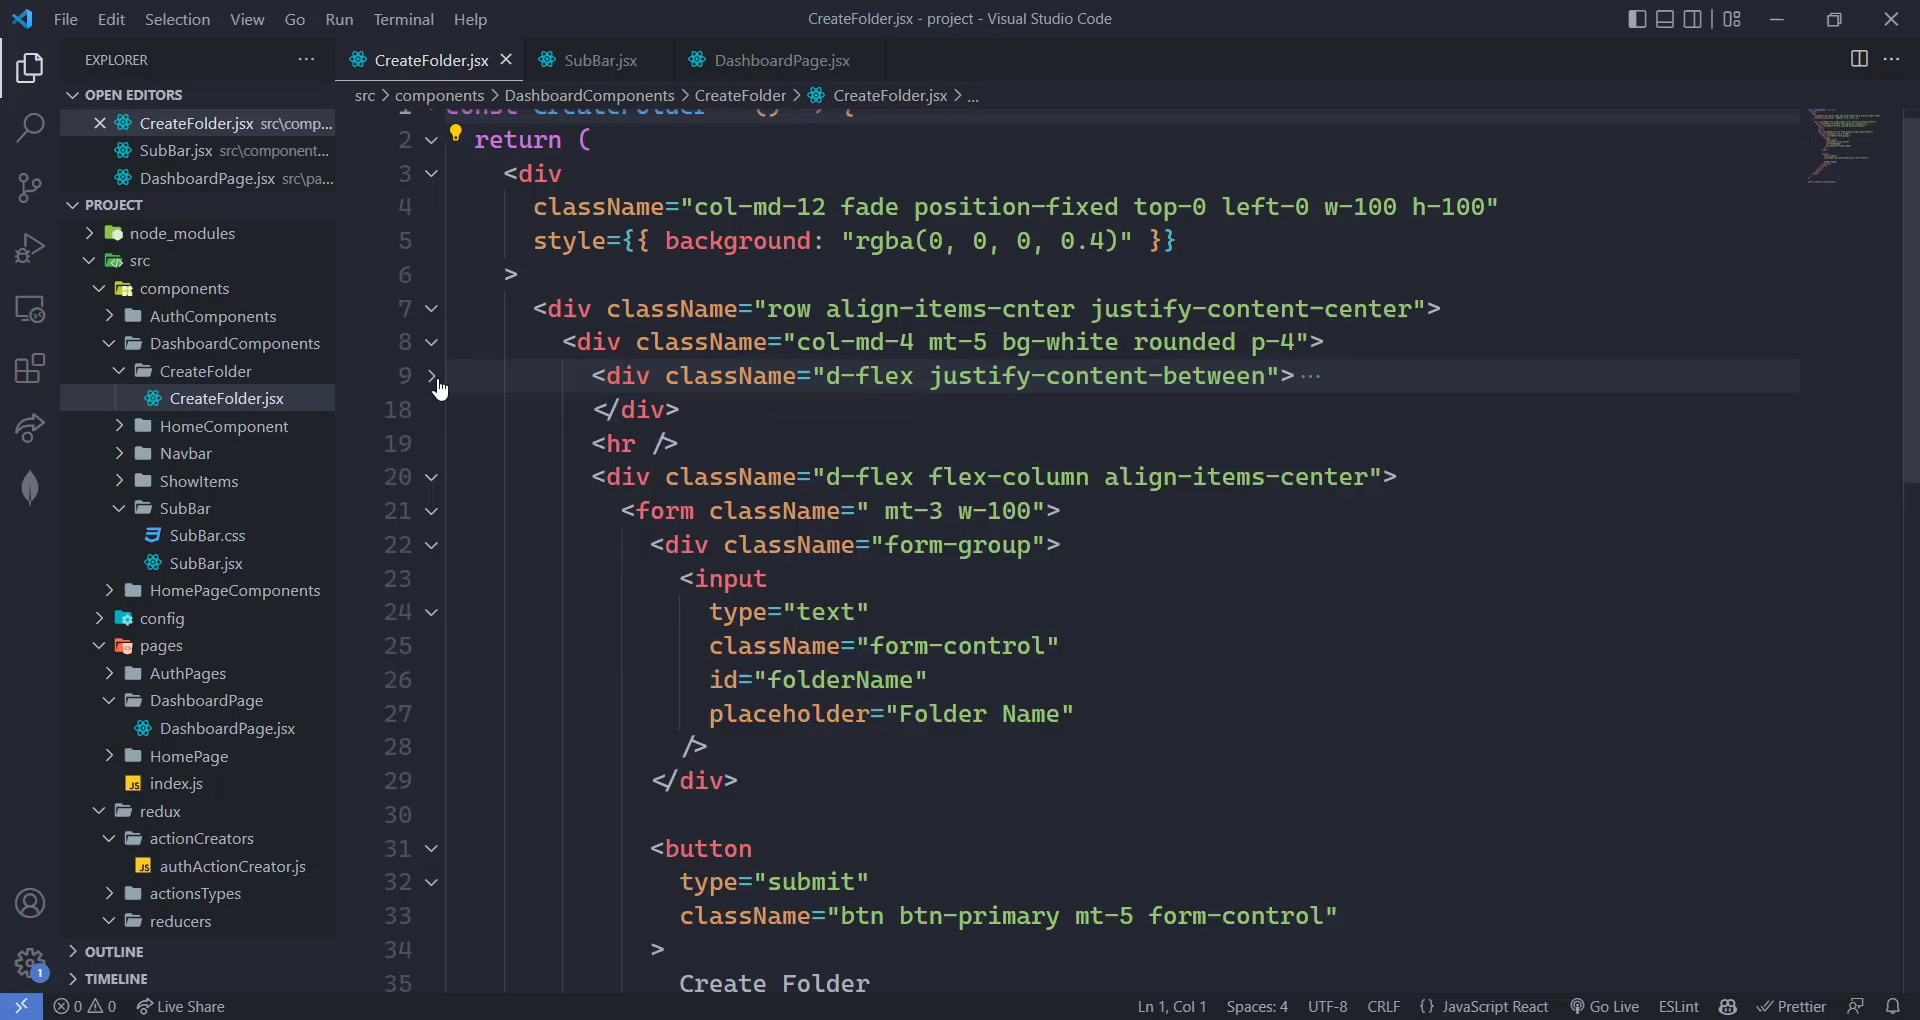 File Edit Selection View Go Run Terminal Help
CreateFolder.jsx - project - Visual Studio Code
EXPLORER
OPEN EDITORS
CreateFolder.jsx src\comp...
SubBar.jsx src\component...
DashboardPage.jsx src\pa...
PROJECT
node_modules
src
components
AuthComponents
DashboardComponents
CreateFolder
CreateFolder.jsx
HomeComponent
Navbar
ShowItems
SubBar
SubBar.css
SubBar.jsx
HomePageComponents
config
pages
AuthPages
DashboardPage
DashboardPage.jsx
HomePage
JS index.js
redux
actionCreators
JS authActionCreator.js
actionsTypes
reducers
OUTLINE
TIMELINE
1
CreateFolder.jsx SubBar.jsx DashboardPage.jsx
src > components > DashboardComponents > CreateFolder > CreateFolder.jsx > ...
1 const CreateFolder = () => {
2 return (
3 <div
4 className="col-md-12 fade position-fixed top-0 left-0 w-100 h-100"
5 style={{ background: "rgba(0, 0, 0, 0.4)" }}
6 >
7 <div className="row align-items-cnter justify-content-center">
8 <div className="col-md-4 mt-5 bg-white rounded p-4">
9 <div className="d-flex justify-content-between">...
18 </div>
19 <hr />
20 <div className="d-flex flex-column align-items-center">
21 <form className=" mt-3 w-100">
22 <div className="form-group">
23 <input
24 type="text"
25 className="form-control"
26 id="folderName"
27 placeholder="Folder Name"
28 />
29 </div>
30
31 <button
32 type="submit"
33 className="btn btn-primary mt-5 form-control"
34 >
35 Create Folder
0 0 Live Share
Ln 1, Col 1 Spaces: 4 UTF-8 CRLF {} JavaScript React Go Live ESLint Prettier